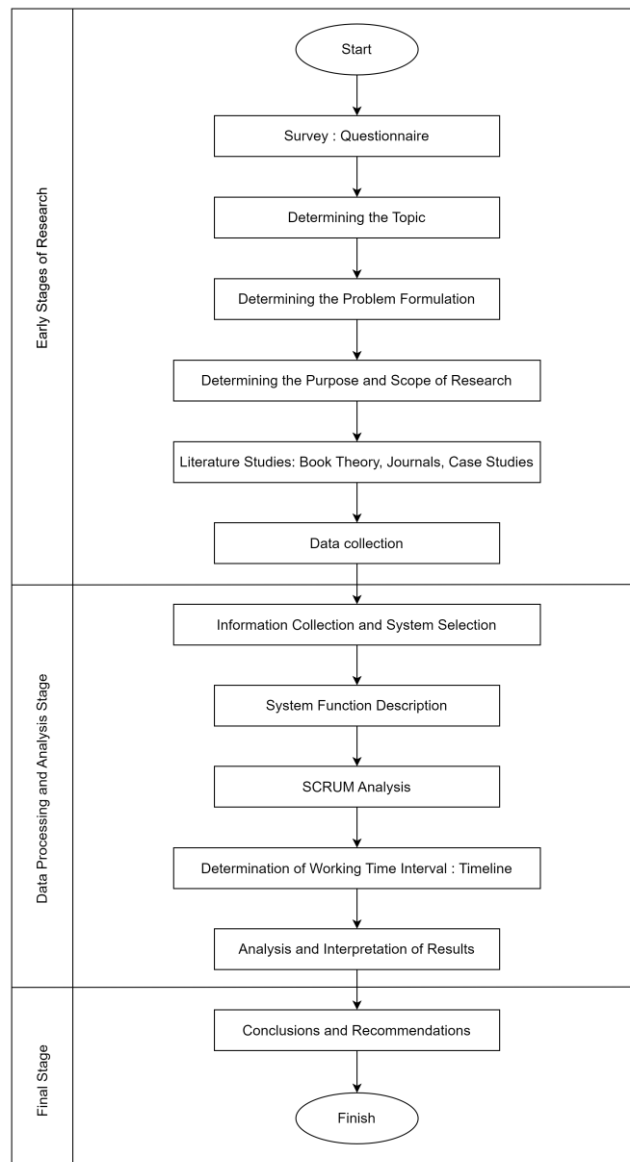 Early Stages of Research
Start
Survey : Questionnaire
Determining the Topic
Determining the Problem Formulation
Determining the Purpose and Scope of Research
Literature Studies: Book Theory, Journals, Case Studies
Data collection
Data Processing and Analysis Stage
Information Collection and System Selection
System Function Description
SCRUM Analysis
Determination of Working Time Interval : Timeline
Analysis and Interpretation of Results
Final Stage
Conclusions and Recommendations
Finish